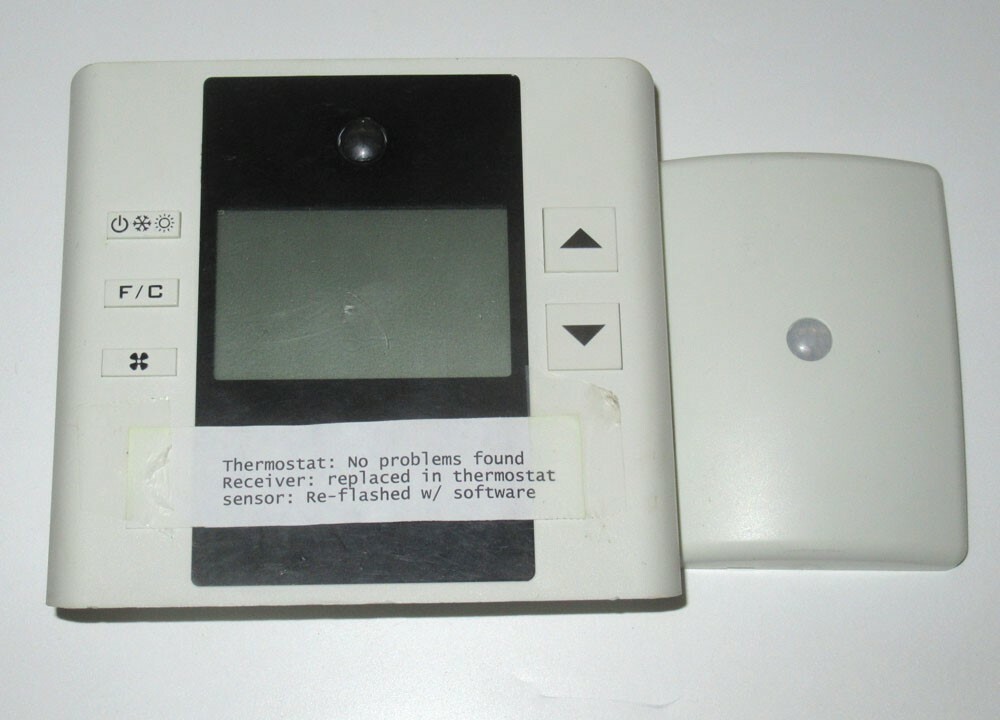 F/C
Thermostat: No problems found
Receiver: replaced in thermostat
sensor: Re-flashed w/ software